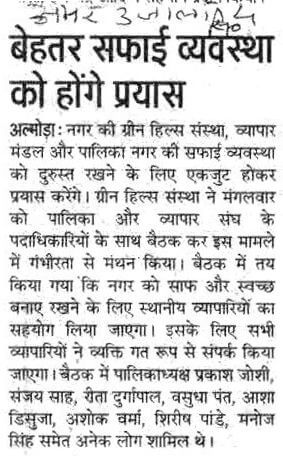 अमर उजाला
बेहतर सफाई व्यवस्था
को होंगे प्रयास
अल्मोड़ा: नगर की ग्रीन हिल्स संस्था, व्यापार
मंडल और पालिका नगर की सफाई व्यवस्था
को दुरुस्त रखने के लिए एकजुट होकर
प्रयास करेंगे। ग्रीन हिल्स संस्था ने मंगलवार
को पालिका और व्यापार संघ के
पदाधिकारियों के साथ बैठक कर इस मामले
में गंभीरता से मंथन किया। बैठक में तय
किया गया कि नगर को साफ और स्वच्छ
बनाए रखने के लिए स्थानीय व्यापारियों का
सहयोग लिया जाएगा। इसके लिए सभी
व्यापारियों ने व्यक्ति गत रूप से संपर्क किया
जाएगा। बैठक में पालिकाध्यक्ष प्रकाश जोशी,
संजय साह, रीता दुर्गापाल, वसुधा पंत, आशा
डिसुजा, अशोक वर्मा, शिरीष पांडे, मनोज
सिंह समेत अनेक लोग शामिल थे।